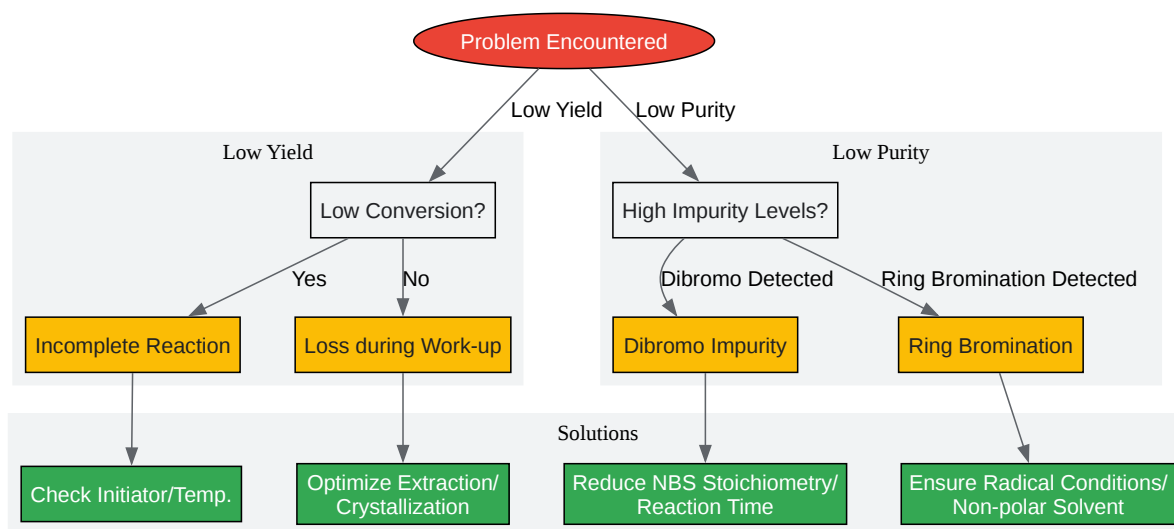 Problem Encountered
Low Yield
Low Purity
Low Yield
Low Purity
Low Conversion?
High Impurity Levels?
Yes
No
Dibromo Detected
Ring Bromination Detected
Incomplete Reaction
Loss during Work-up
Dibromo Impurity
Ring Bromination
Solutions
Check Initiator/Temp.
Optimize Extraction/
Crystallization
Reduce NBS Stoichiometry/
Reaction Time
Ensure Radical Conditions/
Non-polar Solvent